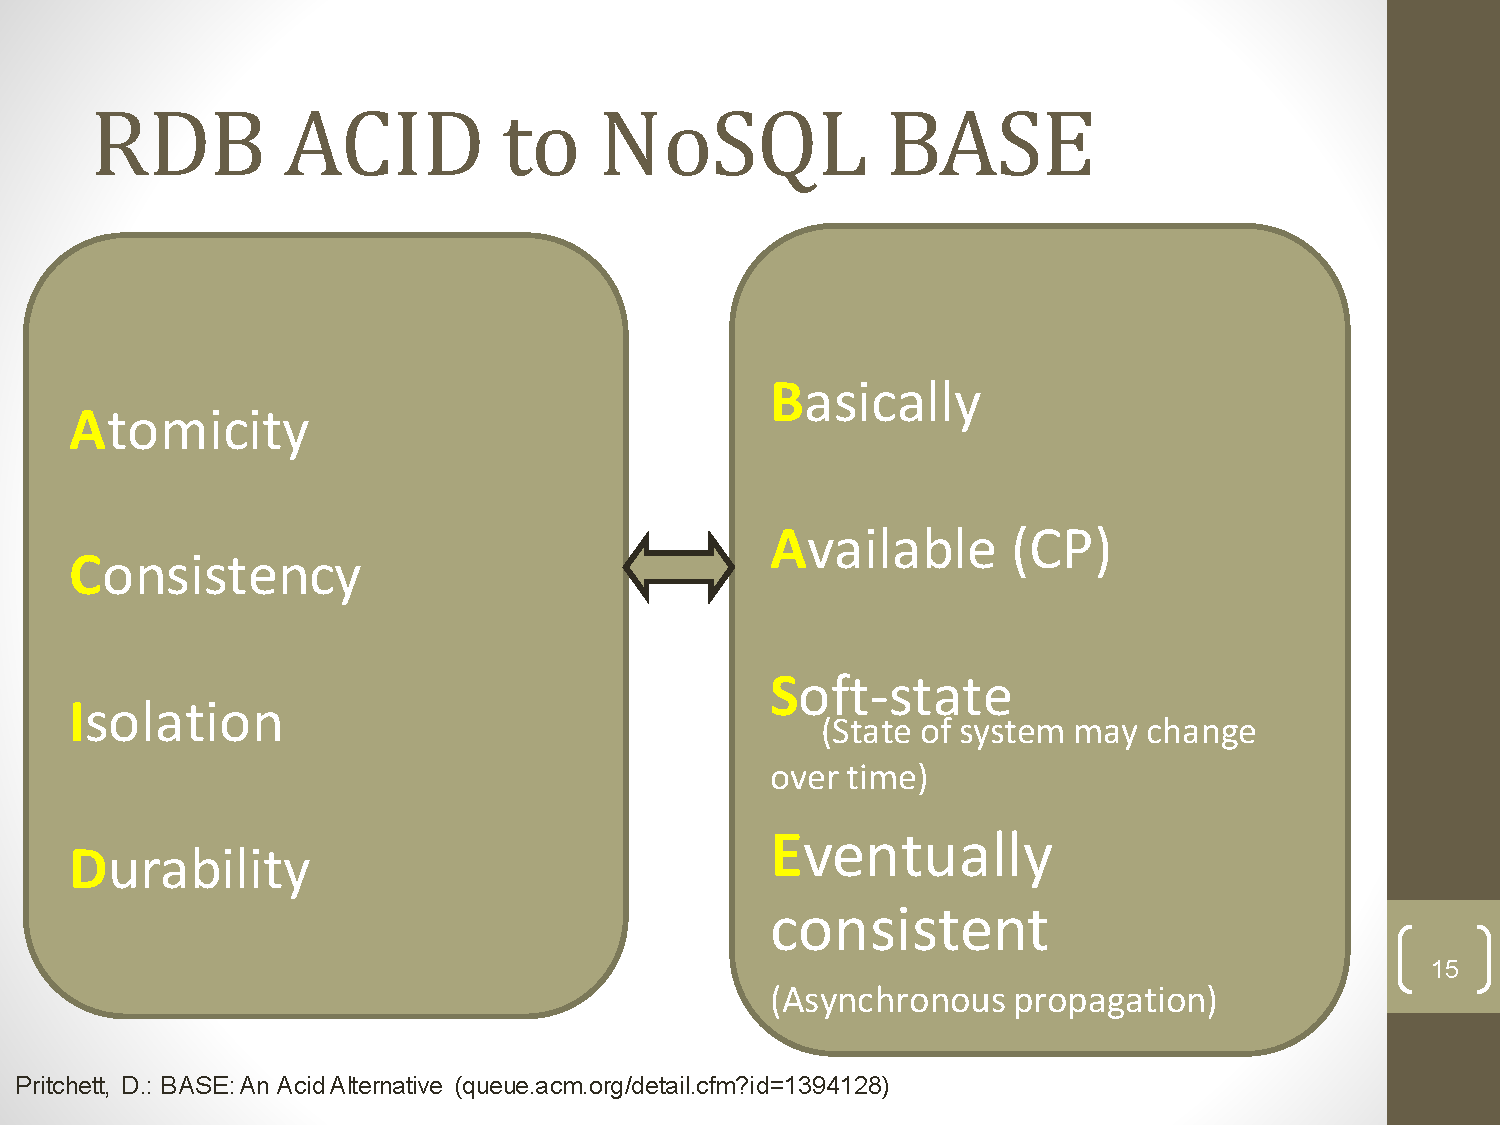 RDB ACID to NoSQL BASE
Atomicity
Consistency
Isolation
Durability
Basically
Available (CP)
Soft-state
(State of system may change
over time)
Eventually
consistent
(Asynchronous propagation)
15
Pritchett, D.: BASE: An Acid Alternative (queue.acm.org/detail.cfm?id=1394128)